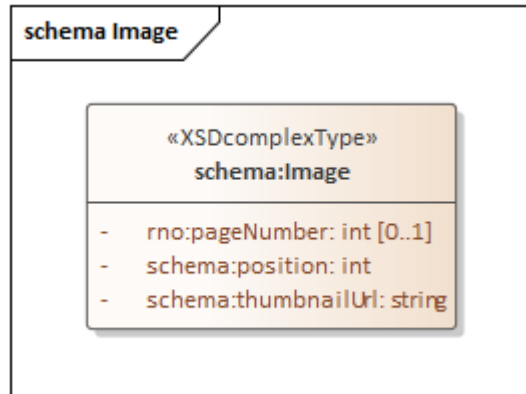 schema Image
«XSDcomplexType»
schema:Image
- rno:pageNumber: int [0..1]
- schema:position: int
- schema:thumbnailUrl: string